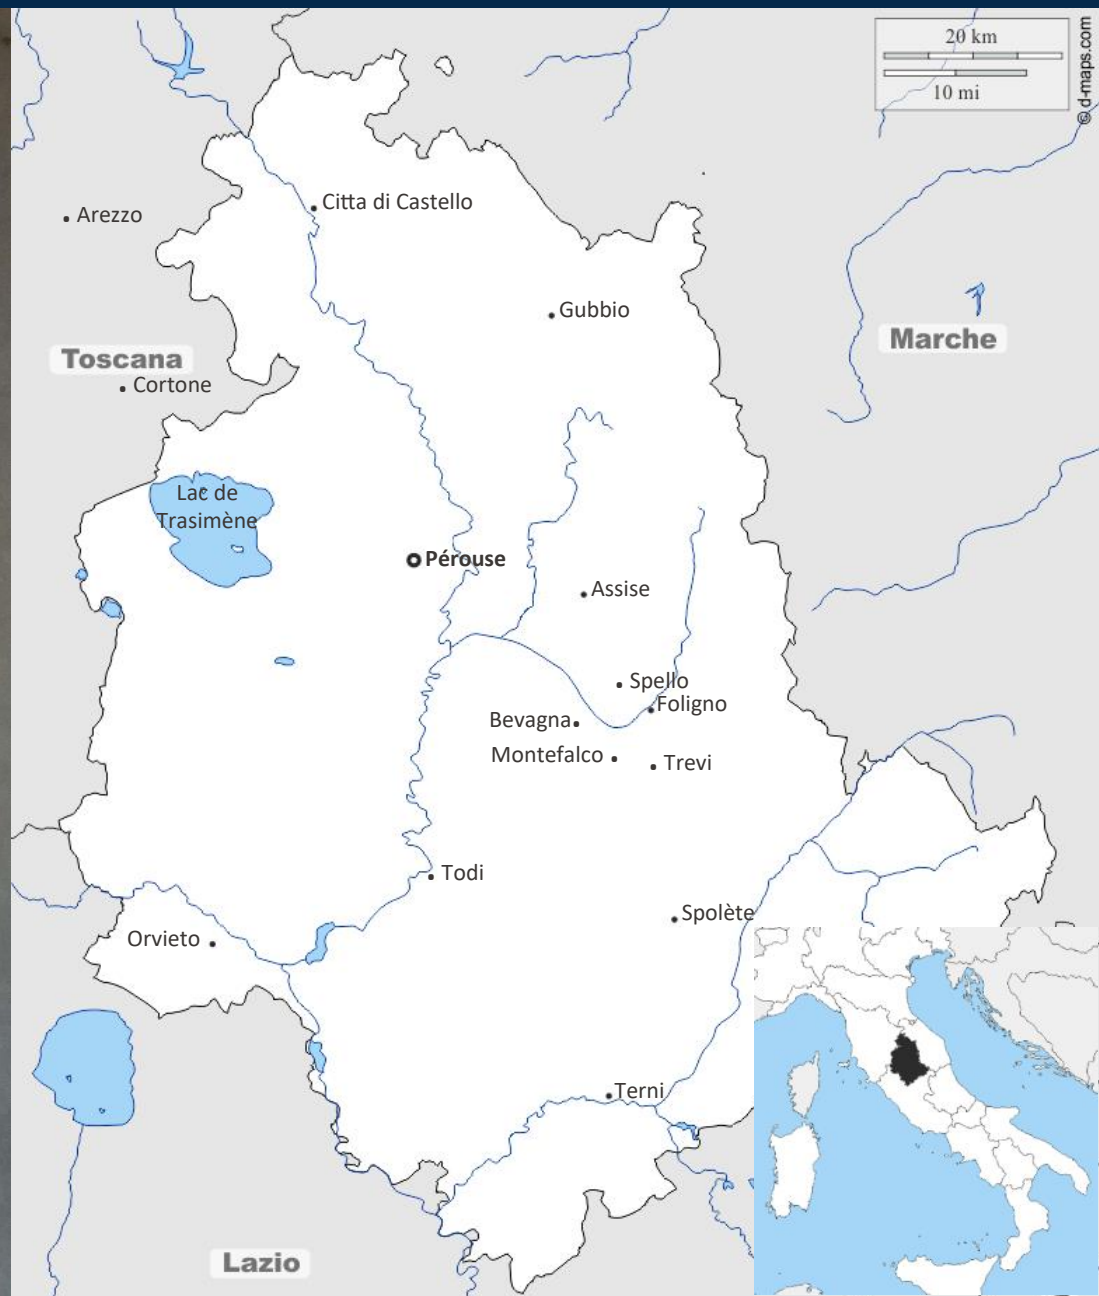 20 km
10 mi
© d-maps.com
Citta di Castello
Arezzo
Gubbio
Marche
Toscana
Cortone
Lac de
Trasimène
Pérouse
Assise
Spello
Foligno
Bevagna
Montefalco
Trevi
Todi
Spolète
Orvieto
Terni
Lazio